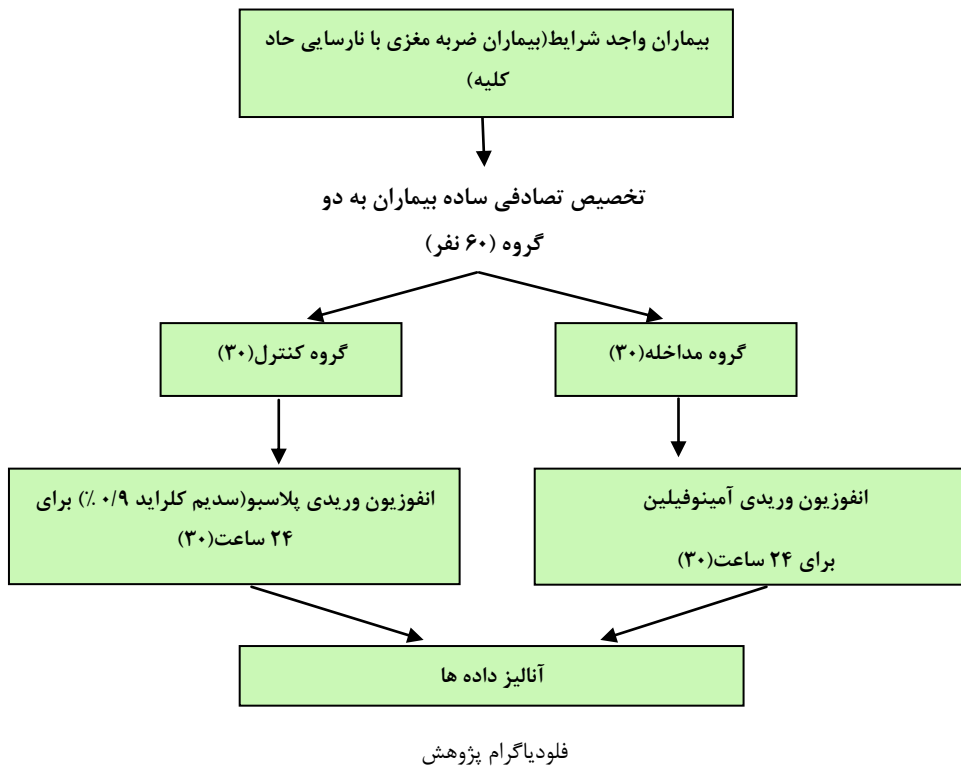 بیماران واجد شرایط(بیماران ضربه مغزی با نارسایی حاد
کلیه)
تخصیص تصادفی ساده بیماران به دو
گروه (۶۰ نفر)
گروه مداخله(۳۰)
گروه کنترل(۳۰)
انفوزیون وریدی آمینوفیلین
برای ۲۴ ساعت(۳۰)
انفوزیون وریدی پلاسبو(سدیم کلراید ۰/۹ ٪) برای
۲۴ ساعت(۳۰)
آنالیز داده ها
فلودیاگرام پژوهش